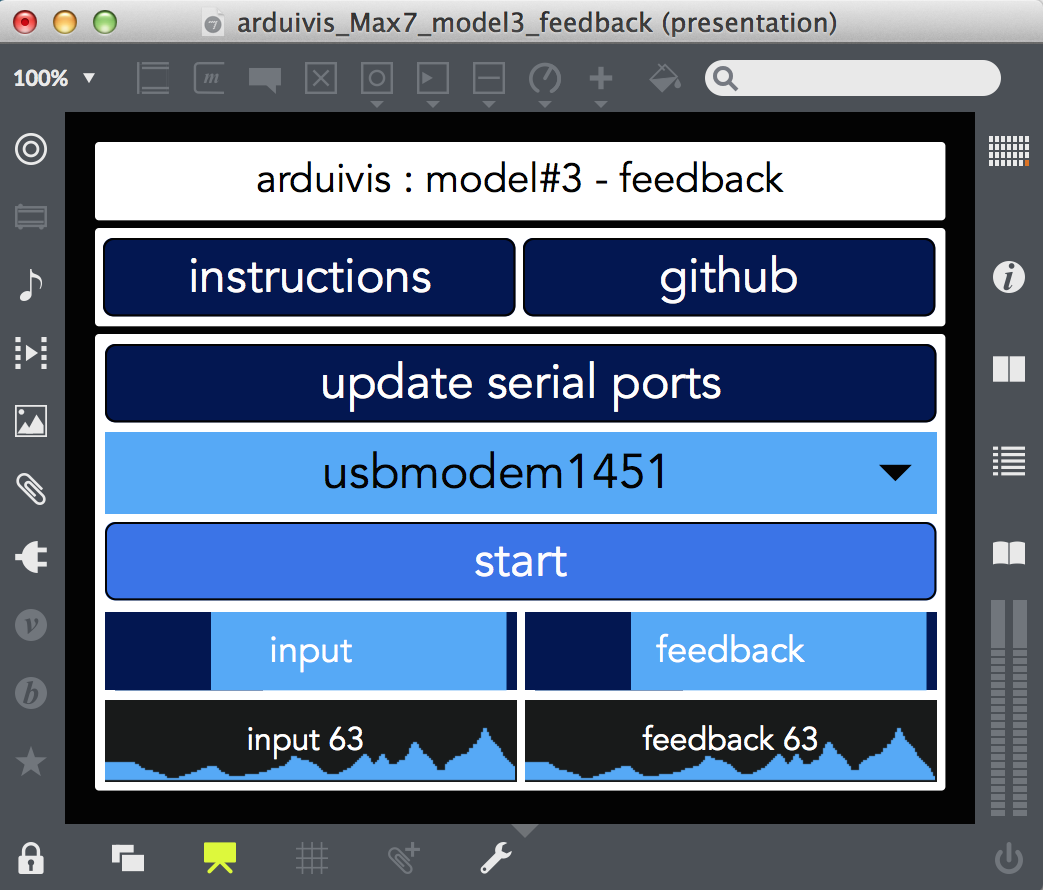 arduivis_Max7_model3_feedback (presentation)
100%
m
arduivis : model#3 - feedback
instructions
github
update serial ports
usbmodem1451
start
input
feedback
input 63
feedback 63
i
v
b